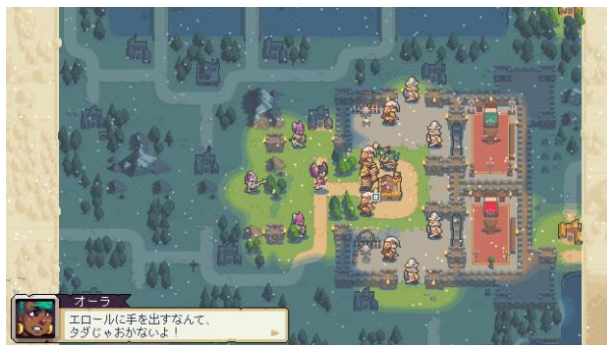 オーラ
エロールに手を出すなんて、
タダじゃおかないよ！